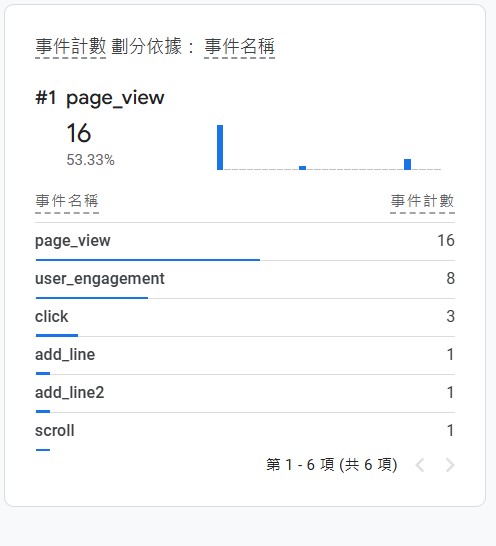 事件計數 劃分依據： 事件名稱
#1 page_view
16
53.33%
事件名稱 事件計數
page_view 16
user_engagement 8
click 3
add_line 1
add_line2 1
scroll 1
第 1 - 6 項 (共 6 項)